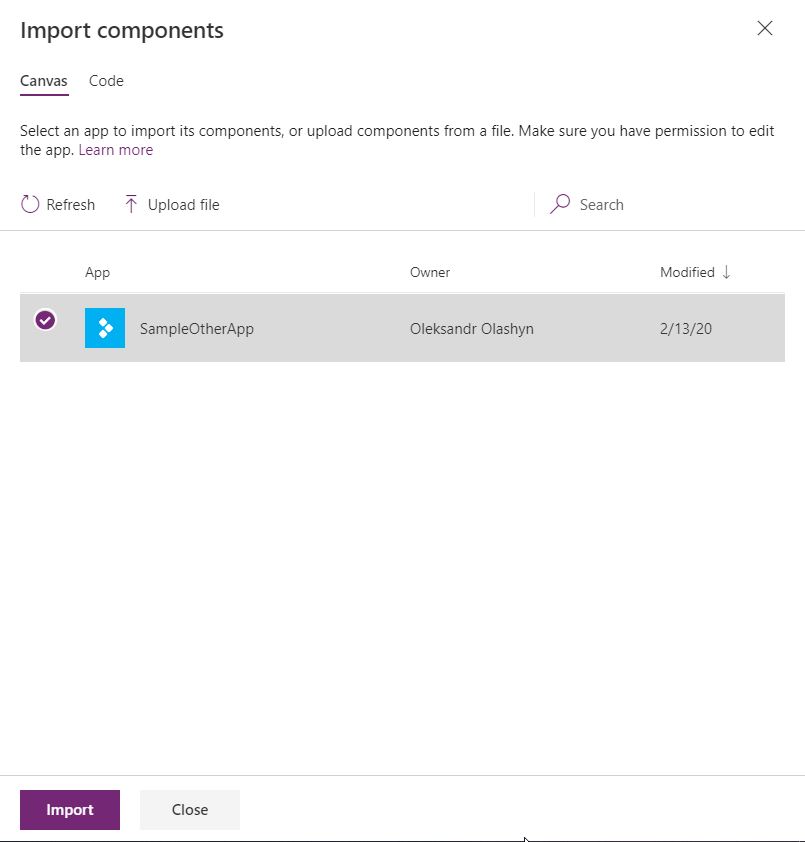 Import components
Canvas Code
Select an app to import its components, or upload components from a file. Make sure you have permission to edit
the app. Learn more
Refresh Upload file Search
App Owner Modified ↓
SampleOtherApp Oleksandr Olashyn 2/13/20
Import Close